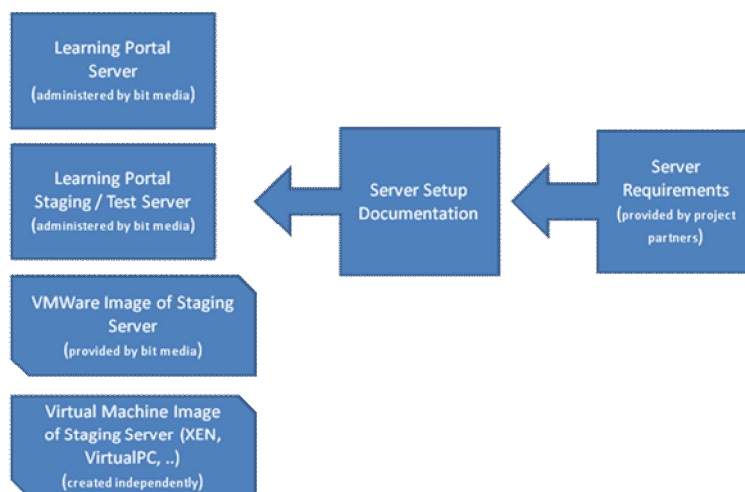 Learning Portal
Server
(administered by bit media)
Learning Portal
Staging / Test Server
(administered by bit media)
VMWare Image of Staging
Server
(provided by bit media)
Virtual Machine Image
of Staging Server (XEN,
VirtualPC, ..)
(created independently)
Server Setup
Documentation
Server
Requirements
(provided by project
partners)